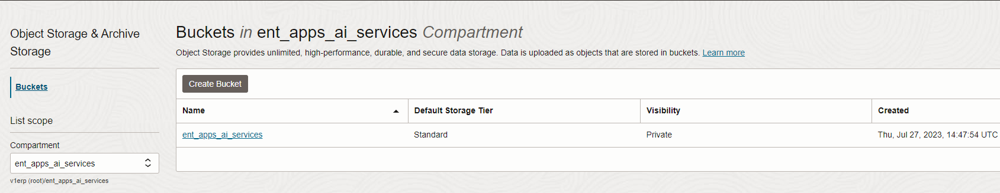 Object Storage & Archive
Storage
Buckets
List scope
Compartment
ent_apps_ai_services
v1erp (root)/ent_apps_ai_services
Buckets in ent_apps_ai_services Compartment
Object Storage provides unlimited, high-performance, durable, and secure data storage. Data is uploaded as objects that are stored in buckets. Learn more
Create Bucket
Name Default Storage Tier Visibility Created
ent_apps_ai_services Standard Private Thu, Jul 27, 2023, 14:47:54 UTC